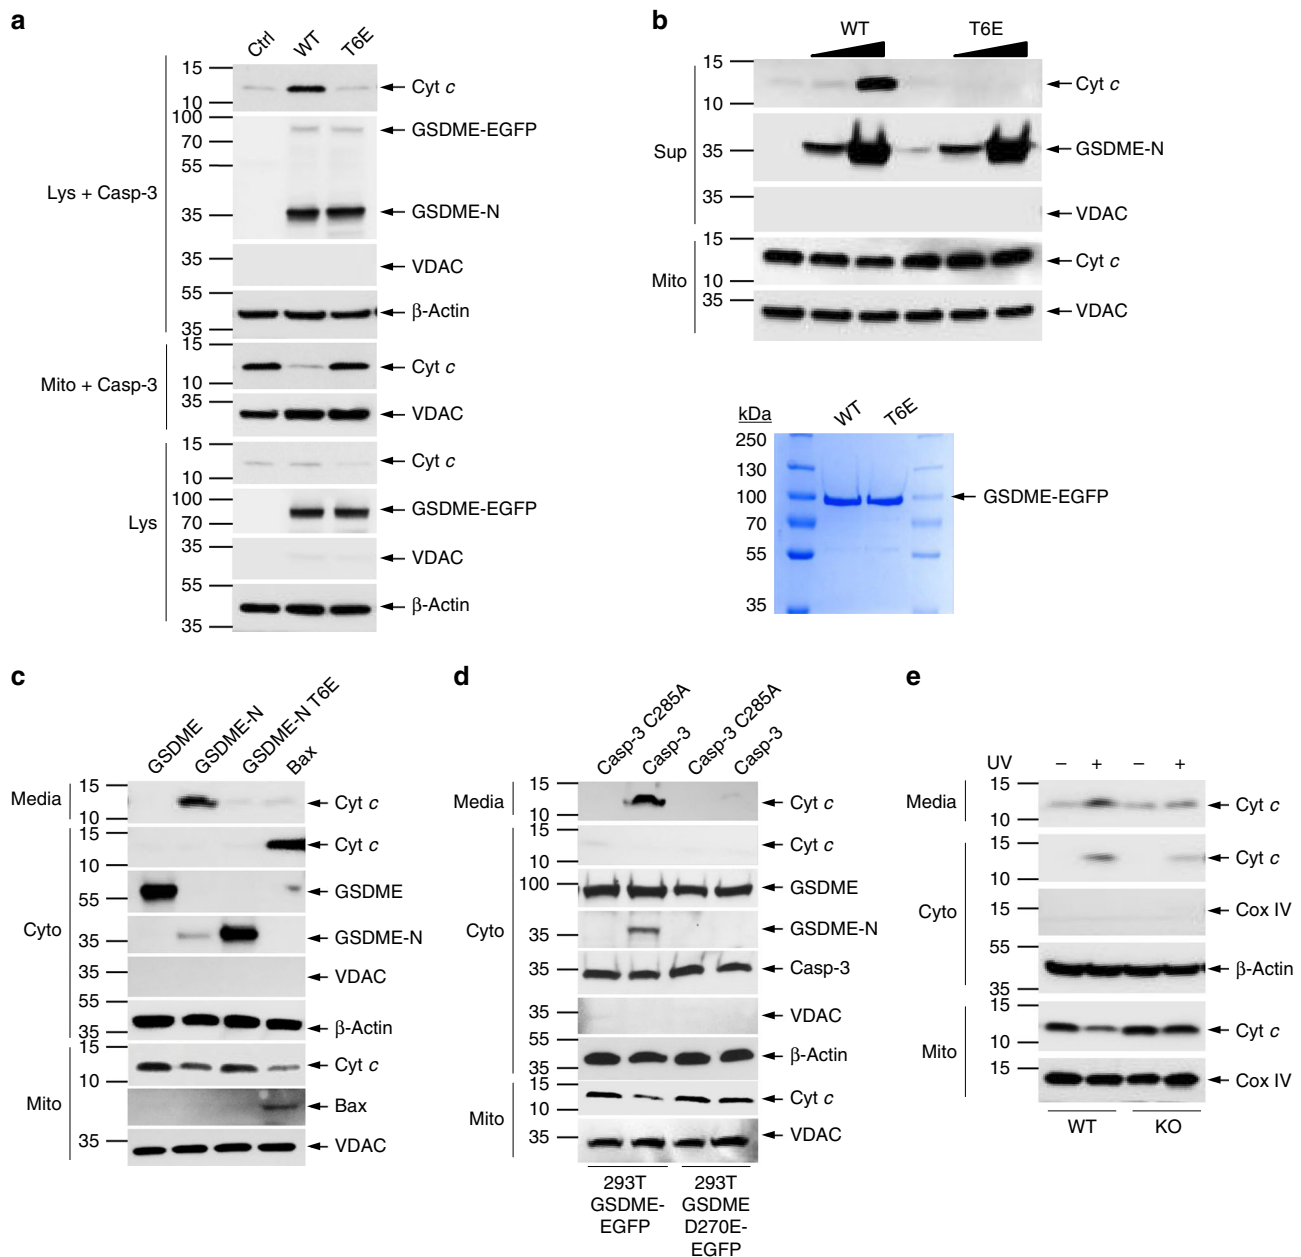 a
Ctrl WT T6E
Lys + Casp-3
15
10
Cyt c
100
70
55
35
GSDME-EGFP
GSDME-N
35
VDAC
55
35
β-Actin
Mito + Casp-3
15
10
Cyt c
35
VDAC
Lys
15
10
Cyt c
100
70
GSDME-EGFP
35
VDAC
55
35
β-Actin
b
WT T6E
Sup
15
10
Cyt c
35
GSDME-N
35
VDAC
Mito
15
10
Cyt c
35
VDAC
kDa WT T6E
250
130
100
70
55
35
GSDME-EGFP
c
GSDME GSDME-N GSDME-N T6E Bax
Media
15
10
Cyt c
Cyto
15
10
Cyt c
55
GSDME
35
GSDME-N
35
VDAC
55
35
β-Actin
Mito
15
10
Cyt c
Bax
35
VDAC
d
Casp-3 C285A Casp-3 Casp-3 C285A Casp-3
Media
15
10
Cyt c
Cyto
15
10
Cyt c
100
GSDME
35
GSDME-N
35
Casp-3
35
VDAC
55
35
β-Actin
Mito
15
10
Cyt c
35
VDAC
293T
GSDME-
EGFP
293T
GSDME
D270E-
EGFP
e
UV – + – +
Media
15
10
Cyt c
Cyto
15
10
Cyt c
15
Cox IV
55
35
β-Actin
Mito
15
10
Cyt c
15
Cox IV
WT KO